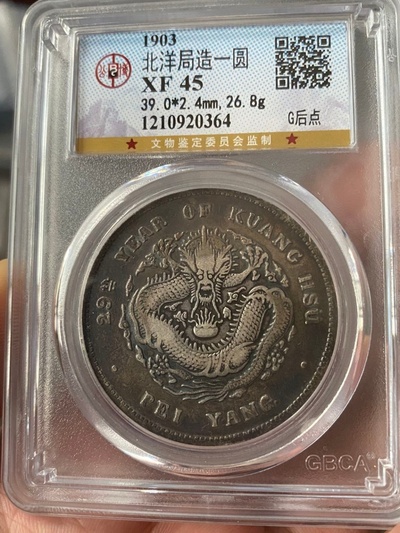 1903
北洋局造一圆
XF 45
39.0*2.4mm,26.8g
1210920364
G后点
★ 文物鉴定委员会监制 ★
29th YEAR OF KUANG HSU
PEI YANG
GBCA